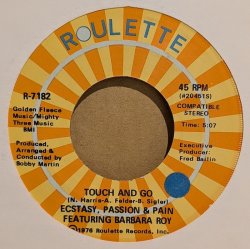 ROULETTE
R-7182
Golden Fleece
Music/Mighty
Three Music
BMI
Produced,
Arranged &
Conducted by
Bobby Martin
45 RPM
(#20451S)
COMPATIBLE
STEREO
Time: 5:07
Executive
Producer:
Fred Bailin
TOUCH AND GO
(N. Harris-A. Felder-B. Sigler)
ECSTASY, PASSION & PAIN
FEATURING BARBARA ROY
©1976 Roulette Records, Inc.